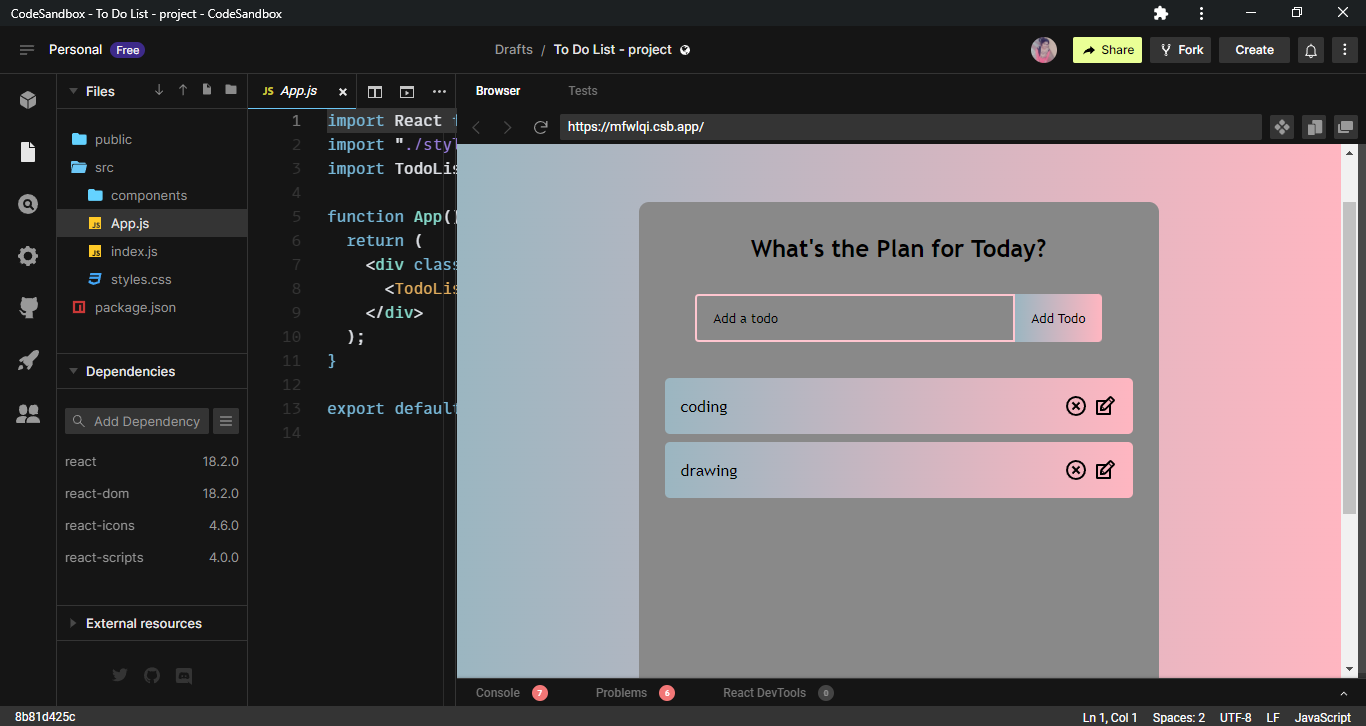 CodeSandbox - To Do List - project - CodeSandbox
Personal Free
Drafts / To Do List - project
Share
Fork
Create
Files
public
src
components
JS App.js
JS index.js
styles.css
package.json
Dependencies
Add Dependency
react 18.2.0
react-dom 18.2.0
react-icons 4.6.0
react-scripts 4.0.0
External resources
JS App.js
1 import React
2 import "./styl
3 import TodoLis
4
5 function App()
6 return (
7 <div class
8 <TodoLis
9 </div>
10 );
11 }
12
13 export default
14
Browser Tests
https://mfwlqi.csb.app/
What's the Plan for Today?
Add a todo Add Todo
coding
drawing
Console 7 Problems 6 React DevTools 0
8b81d425c Ln 1, Col 1 Spaces: 2 UTF-8 LF JavaScript